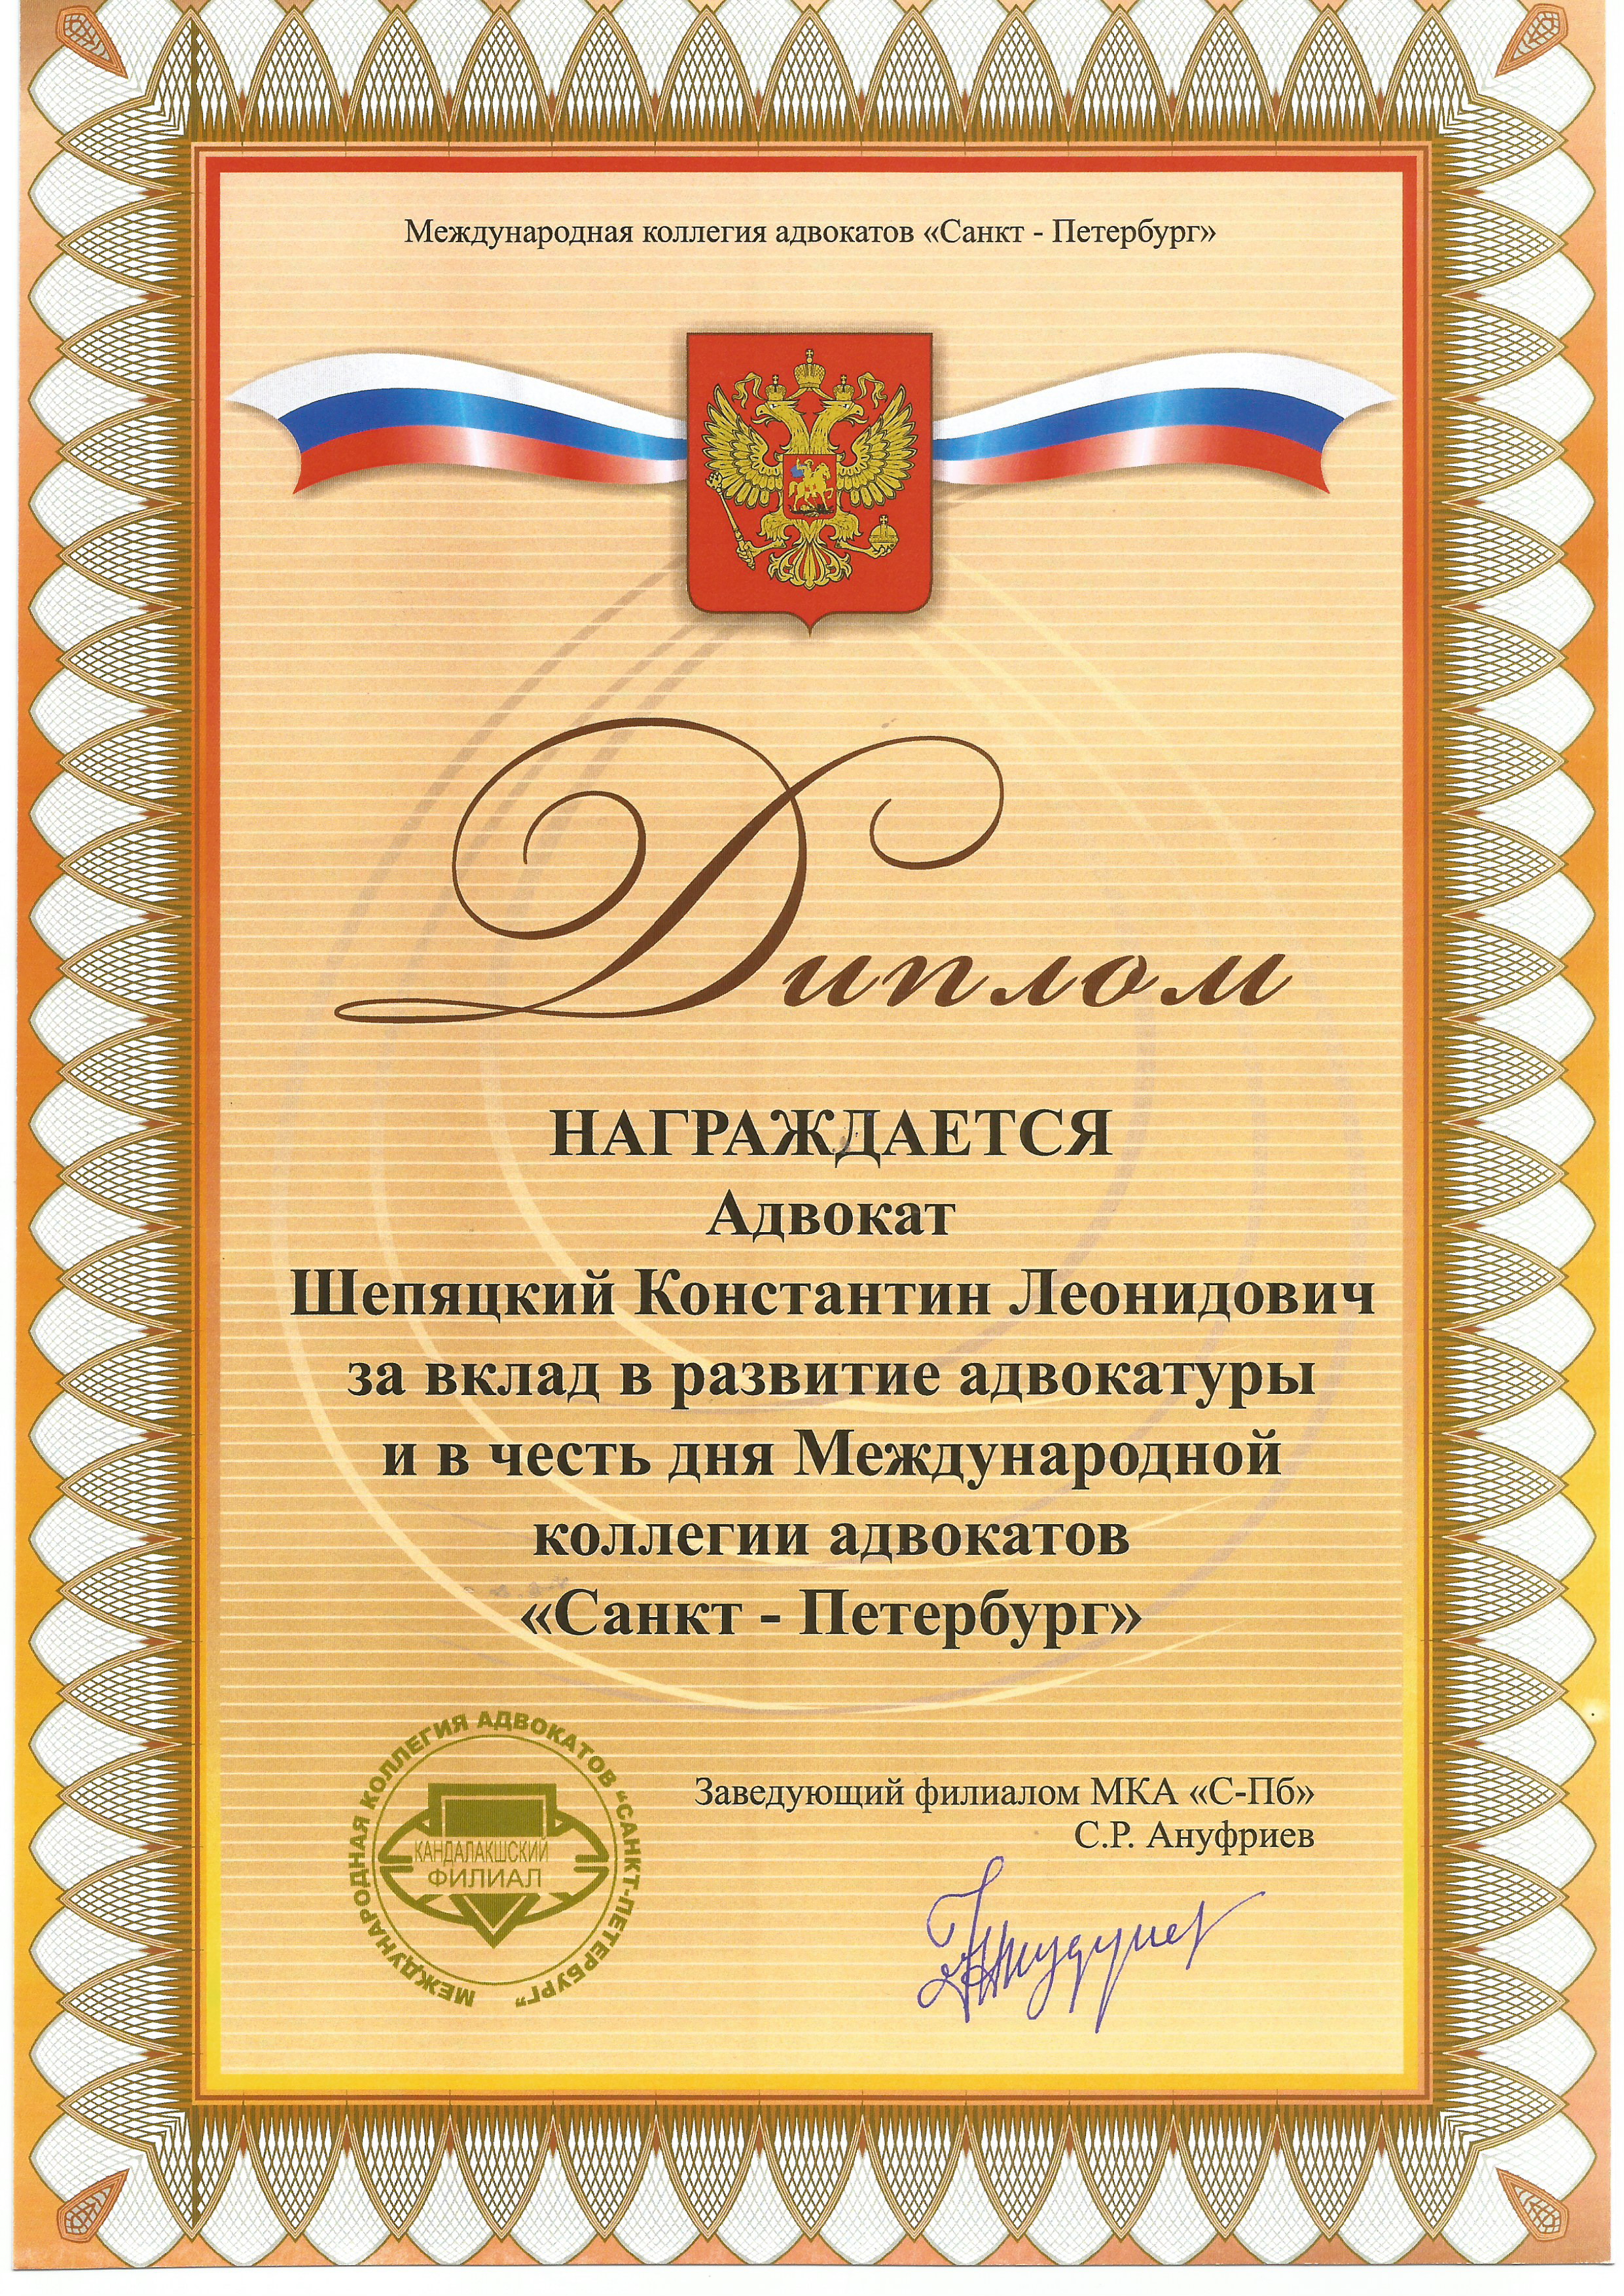 Международная коллегия адвокатов «Санкт - Петербург»
Диплом
НАГРАЖДАЕТСЯ
Адвокат
Шепяцкий Константин Леонидович
за вклад в развитие адвокатуры
и в честь дня Международной
коллегии адвокатов
«Санкт - Петербург»
МЕЖДУНАРОДНАЯ КОЛЛЕГИЯ АДВОКАТОВ "САНКТ-ПЕТЕРБУРГ"
КАНДАЛАКШСКИЙ
ФИЛИАЛ
Заведующий филиалом МКА «С-Пб»
С.Р. Ануфриев